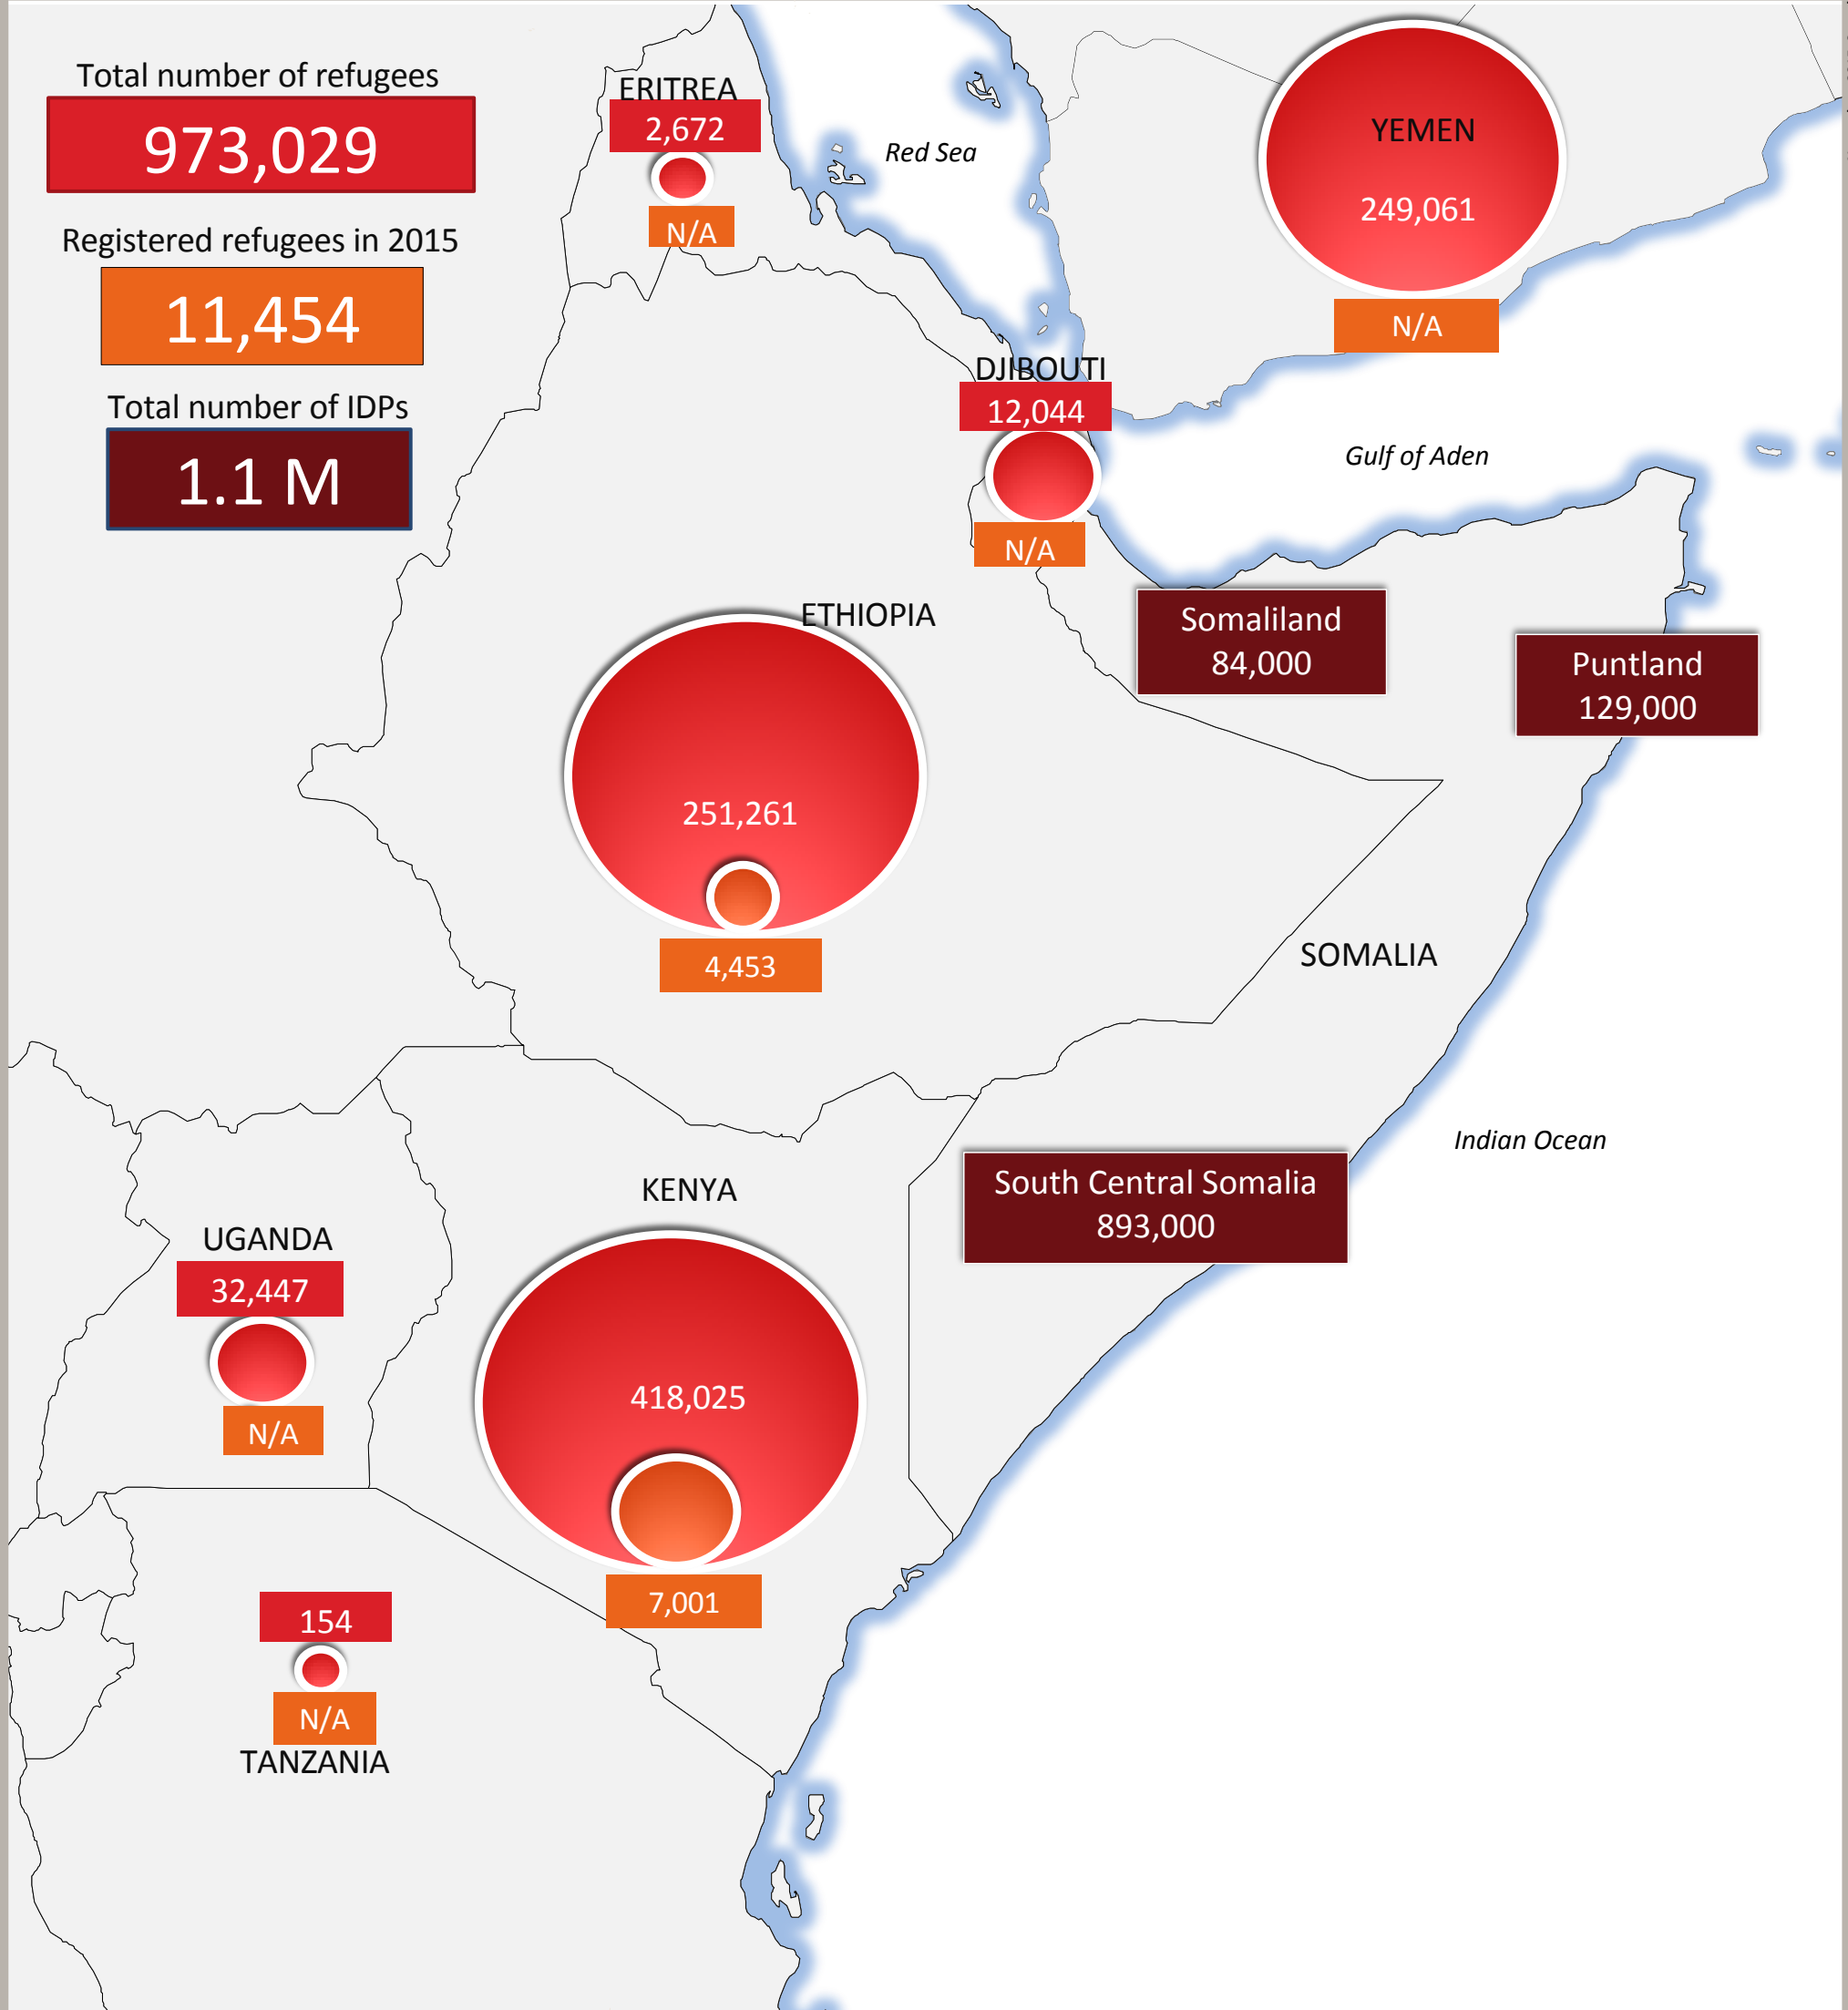 Total number of refugees
973,029
Registered refugees in 2015
11,454
Total number of IDPs
1.1 M
ERITREA
2,672
N/A
Red Sea
YEMEN
249,061
N/A
DJIBOUTI
12,044
N/A
Gulf of Aden
Somaliland
84,000
Puntland
129,000
ETHIOPIA
251,261
4,453
SOMALIA
Indian Ocean
South Central Somalia
893,000
KENYA
418,025
7,001
UGANDA
32,447
N/A
154
N/A
TANZANIA